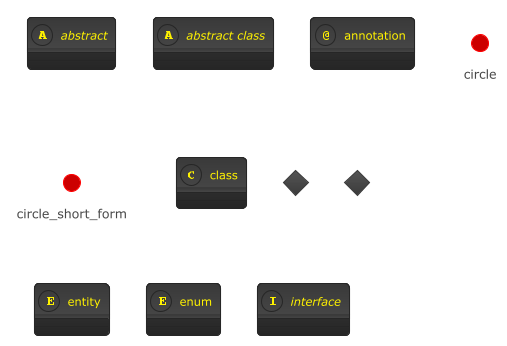 A abstract
A abstract class
@ annotation
circle
circle_short_form
C class
E entity
E enum
I interface